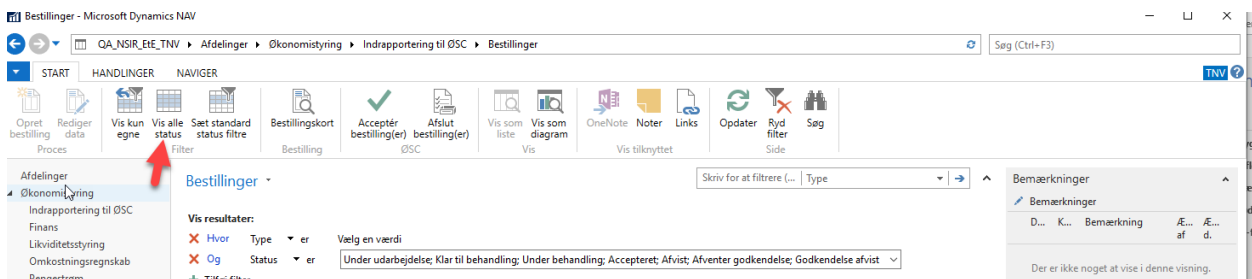 Bestillinger - Microsoft Dynamics NAV
QA_NSIR_EtE_TNV Afdelinger Økonomistyring Indrapportering til ØSC Bestillinger
Søg (Ctrl+F3)
START HANDLINGER NAVIGER
TNV ?
Opret bestilling
Rediger data
Vis kun egne
Vis alle status
Sæt standard status filtre
Bestillingskort
Acceptér bestilling(er)
Afslut bestilling(er)
Vis som liste
Vis som diagram
OneNote
Noter
Links
Opdater
Ryd filter
Søg
Proces
Filter
Bestilling
ØSC
Vis
Vis tilknyttet
Side
Afdelinger
Økonomistyring
Indrapportering til ØSC
Finans
Likviditetsstyring
Omkostningsregnskab
Pengestrøm
Bestillinger
Skriv for at filtrere (... Type
Vis resultater:
Hvor Type er Vælg en værdi
Og Status er Under udarbejdelse; Klar til behandling; Under behandling; Accepteret; Afvist; Afventer godkendelse; Godkendelse afvist
Tilføj filter
Bemærkninger
Bemærkninger
D... K... Bemærkning Æ... af Æ... d.
Der er ikke noget at vise i denne visning.